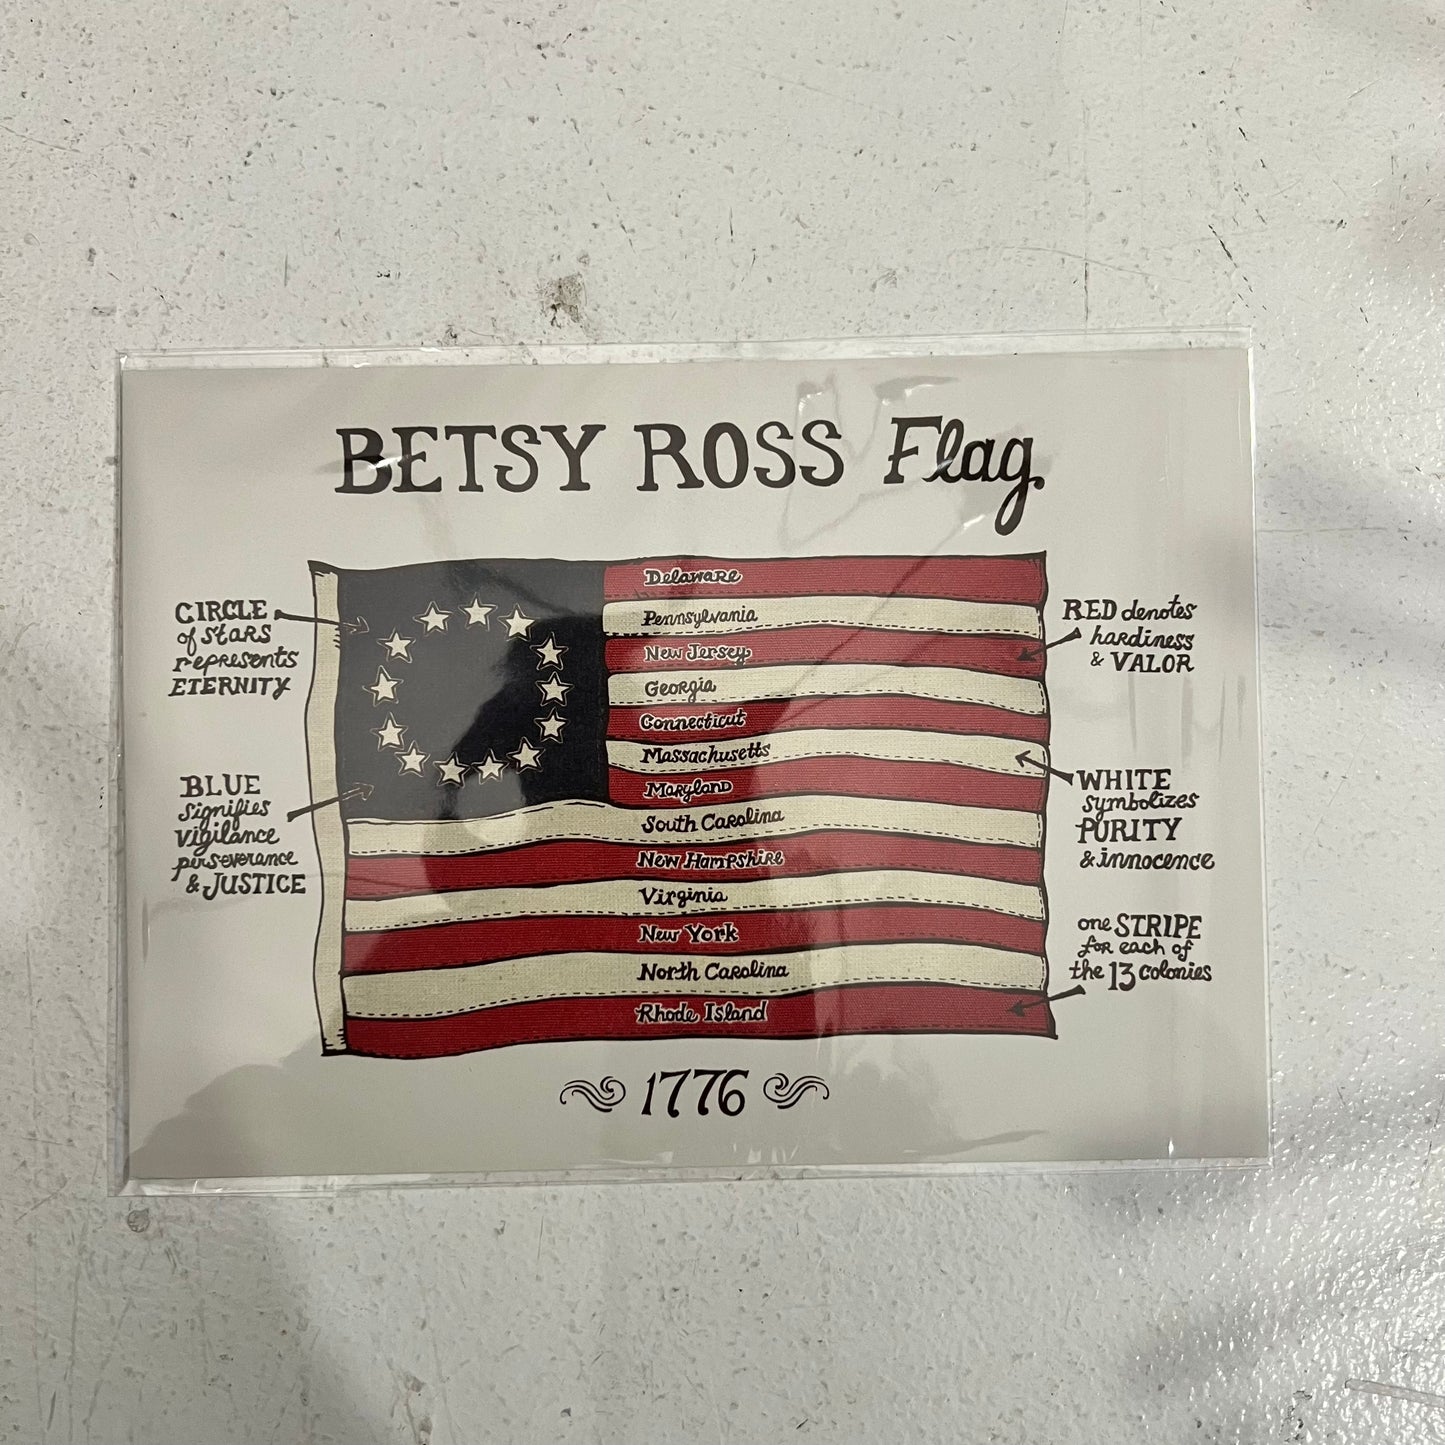 BETSY ROSS Flag
CIRCLE
of stars
represents
ETERNITY
BLUE
signifies
vigilance
perseverance
& JUSTICE
Delaware
Pennsylvania
New Jersey
Georgia
Connecticut
Massachusetts
Maryland
South Carolina
New Hampshire
Virginia
New York
North Carolina
Rhode Island
RED denotes
hardiness
& VALOR
WHITE
symbolizes
PURITY
& innocence
one STRIPE
for each of
the 13 colonies
1776